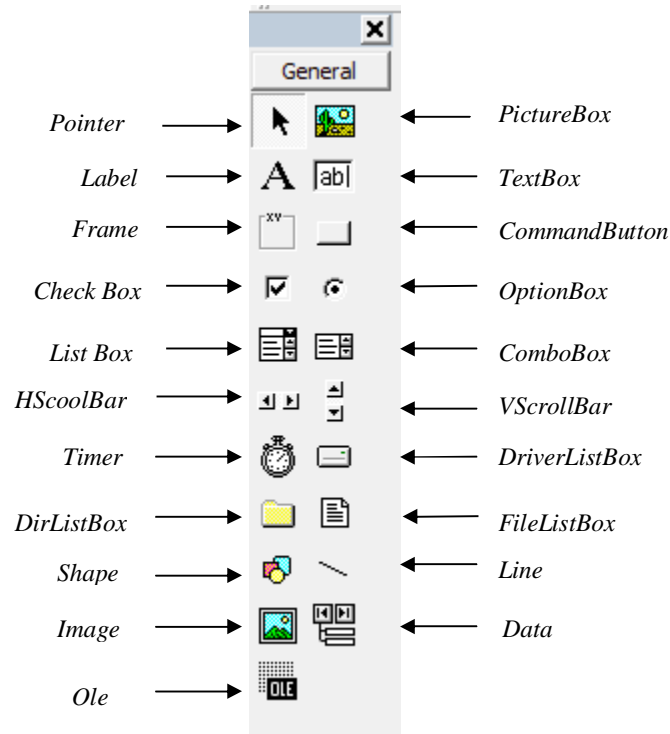 General
Pointer PictureBox
Label A ab TextBox
Frame XY CommandButton
Check Box OptionBox
List Box ComboBox
HScoolBar VScrollBar
Timer DriverListBox
DirListBox FileListBox
Shape Line
Image Data
Ole OLE